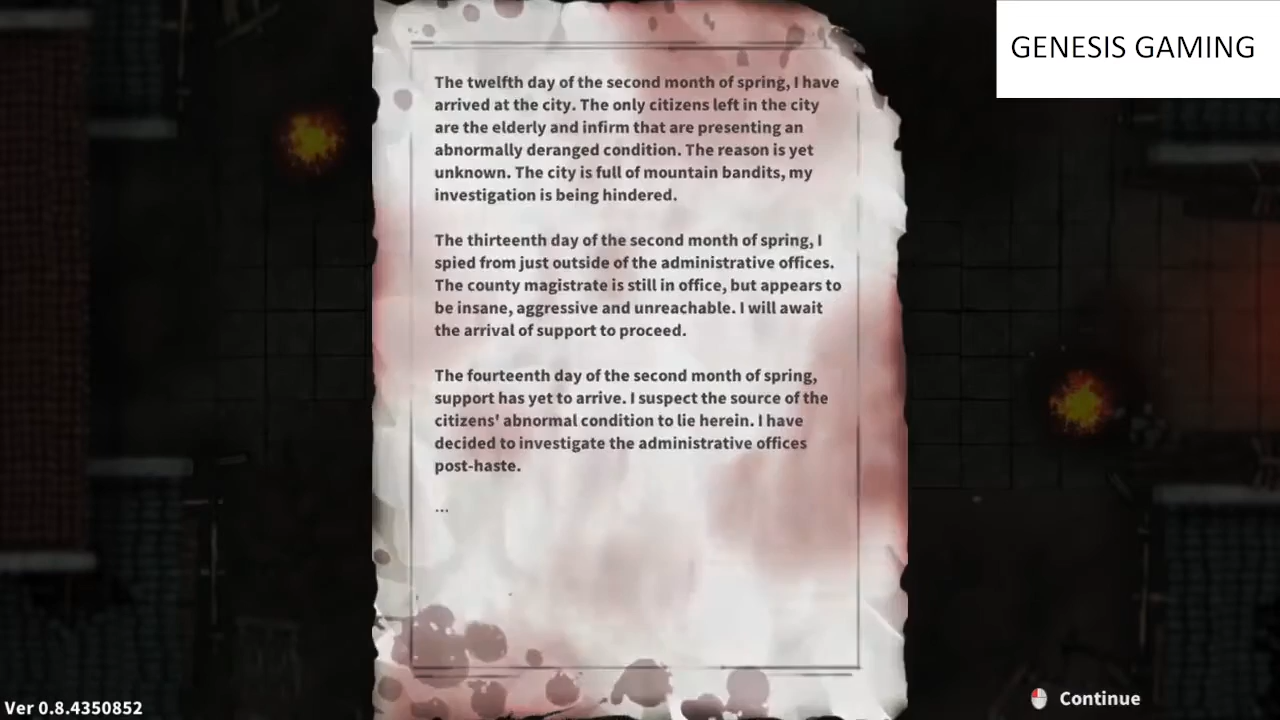 GENESIS GAMING
The twelfth day of the second month of spring, I have
arrived at the city. The only citizens left in the city
are the elderly and infirm that are presenting an
abnormally deranged condition. The reason is yet
unknown. The city is full of mountain bandits, my
investigation is being hindered.
The thirteenth day of the second month of spring, I
spied from just outside of the administrative offices.
The county magistrate is still in office, but appears to
be insane, aggressive and unreachable. I will await
the arrival of support to proceed.
The fourteenth day of the second month of spring,
support has yet to arrive. I suspect the source of the
citizens' abnormal condition to lie herein. I have
decided to investigate the administrative offices
post-haste.
...
Ver 0.8.4350852
Continue